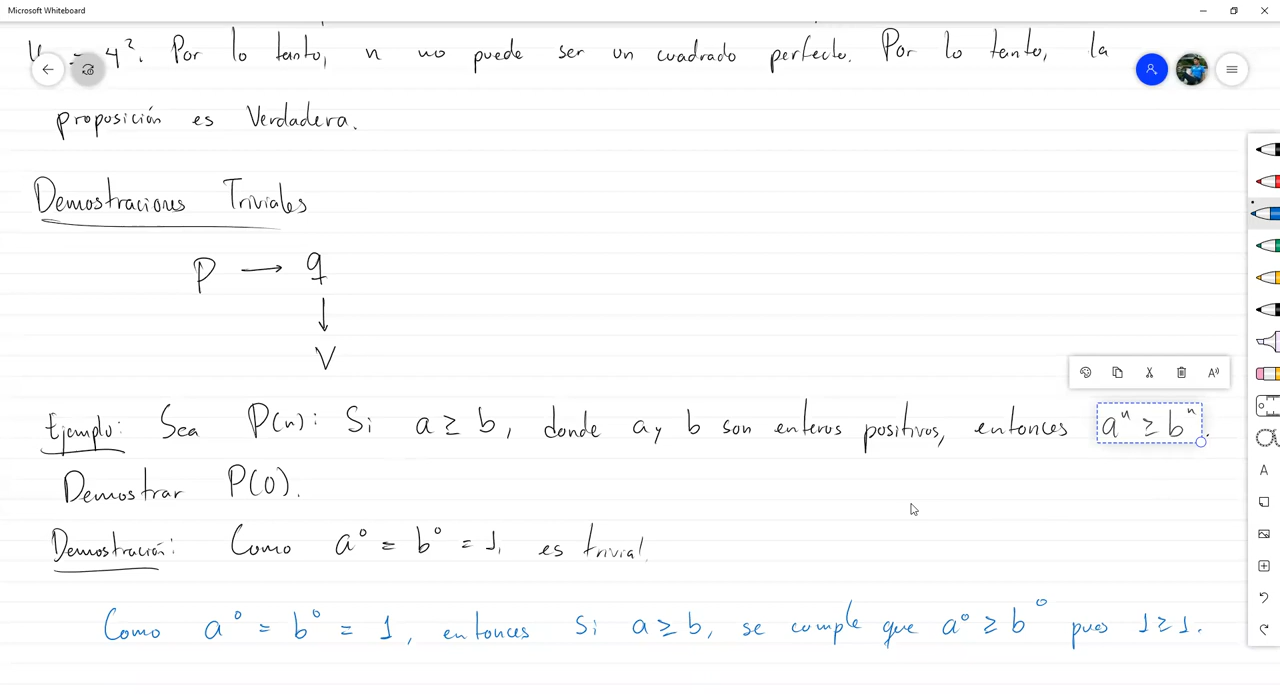 Microsoft Whiteboard
= 4². Por lo tanto, n no puede ser un cuadrado perfecto. Por lo tanto, la
proposición es Verdadera.
Demostraciones Triviales
p → q
↓
V
Ejemplo: Sea P(n): Si a ≥ b, donde a y b son enteros positivos, entonces aⁿ ≥ bⁿ.
Demostrar P(0).
Demostración: Como a⁰ = b⁰ = 1, es trivial.
Como a⁰ = b⁰ = 1, entonces Si a ≥ b, se cumple que a⁰ ≥ b⁰ pues 1 ≥ 1.